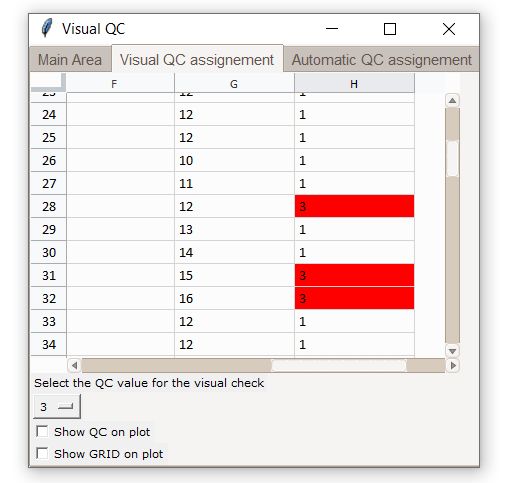 Visual QC
Main Area Visual QC assignement Automatic QC assignement
F G H
24 12 1
25 12 1
26 10 1
27 11 1
28 12 3
29 13 1
30 14 1
31 15 3
32 16 3
33 12 1
34 12 1
Select the QC value for the visual check
3
Show QC on plot
Show GRID on plot